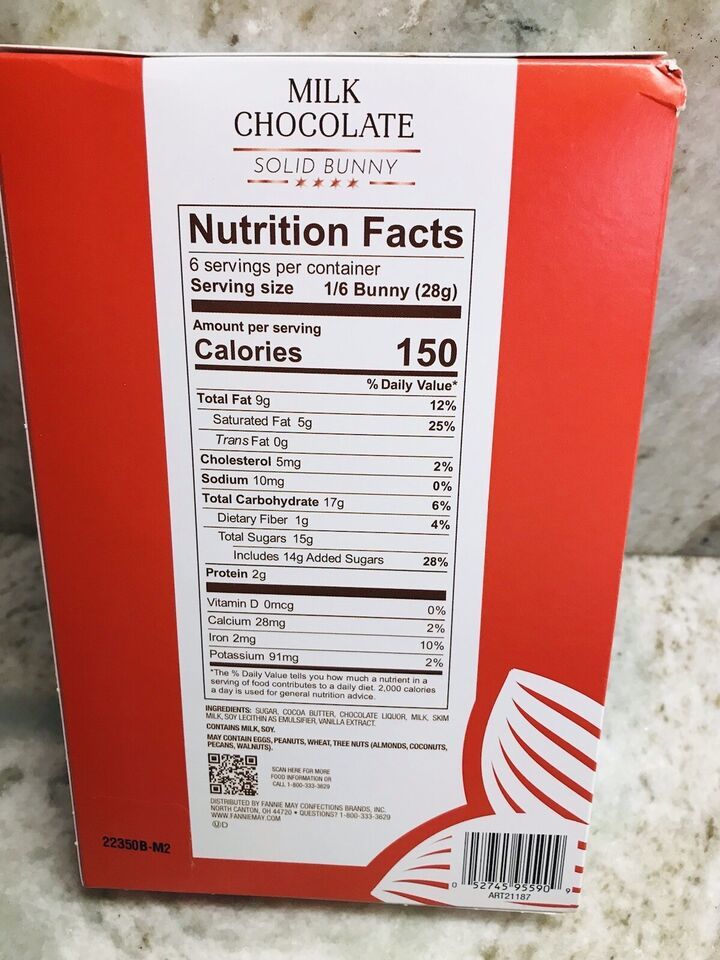 MILK
CHOCOLATE
SOLID BUNNY
Nutrition Facts
6 servings per container
Serving size 1/6 Bunny (28g)
Amount per serving
Calories 150
% Daily Value*
Total Fat 9g 12%
Saturated Fat 5g 25%
Trans Fat 0g
Cholesterol 5mg 2%
Sodium 10mg 0%
Total Carbohydrate 17g 6%
Dietary Fiber 1g 4%
Total Sugars 15g
Includes 14g Added Sugars 28%
Protein 2g
Vitamin D 0mcg 0%
Calcium 28mg 2%
Iron 2mg 10%
Potassium 91mg 2%
*The % Daily Value tells you how much a nutrient in a
serving of food contributes to a daily diet. 2,000 calories
a day is used for general nutrition advice.
INGREDIENTS: SUGAR, COCOA BUTTER, CHOCOLATE LIQUOR, MILK, SKIM
MILK, SOY LECITHIN AS EMULSIFIER, VANILLA EXTRACT.
CONTAINS MILK, SOY.
MAY CONTAIN EGGS, PEANUTS, WHEAT, TREE NUTS (ALMONDS, COCONUTS,
PECANS, WALNUTS).
SCAN HERE FOR MORE
FOOD INFORMATION OR
CALL 1-800-333-3629
DISTRIBUTED BY FANNIE MAY CONFECTIONS BRANDS, INC.
NORTH CANTON, OH 44720 • QUESTIONS? 1-800-333-3629
WWW.FANNIEMAY.COM
Ⓤ D
22350B-M2
0 52745 95590 9
ART21187